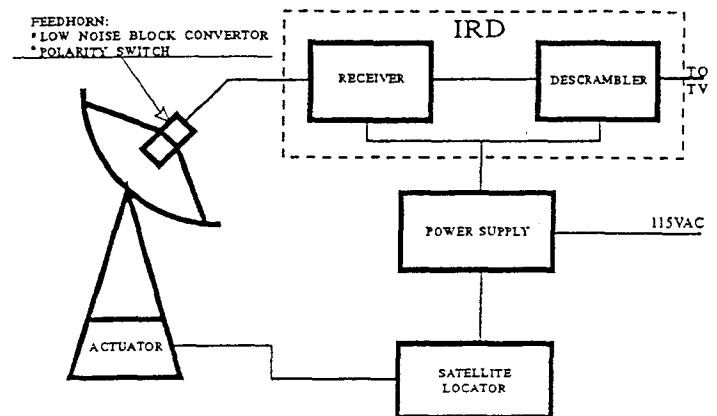 FEEDHORN:
* LOW NOISE BLOCK CONVERTOR
* POLARITY SWITCH
IRD
RECEIVER
DESCRAMBLER
TO
TV
POWER SUPPLY
115VAC
ACTUATOR
SATELLITE
LOCATOR